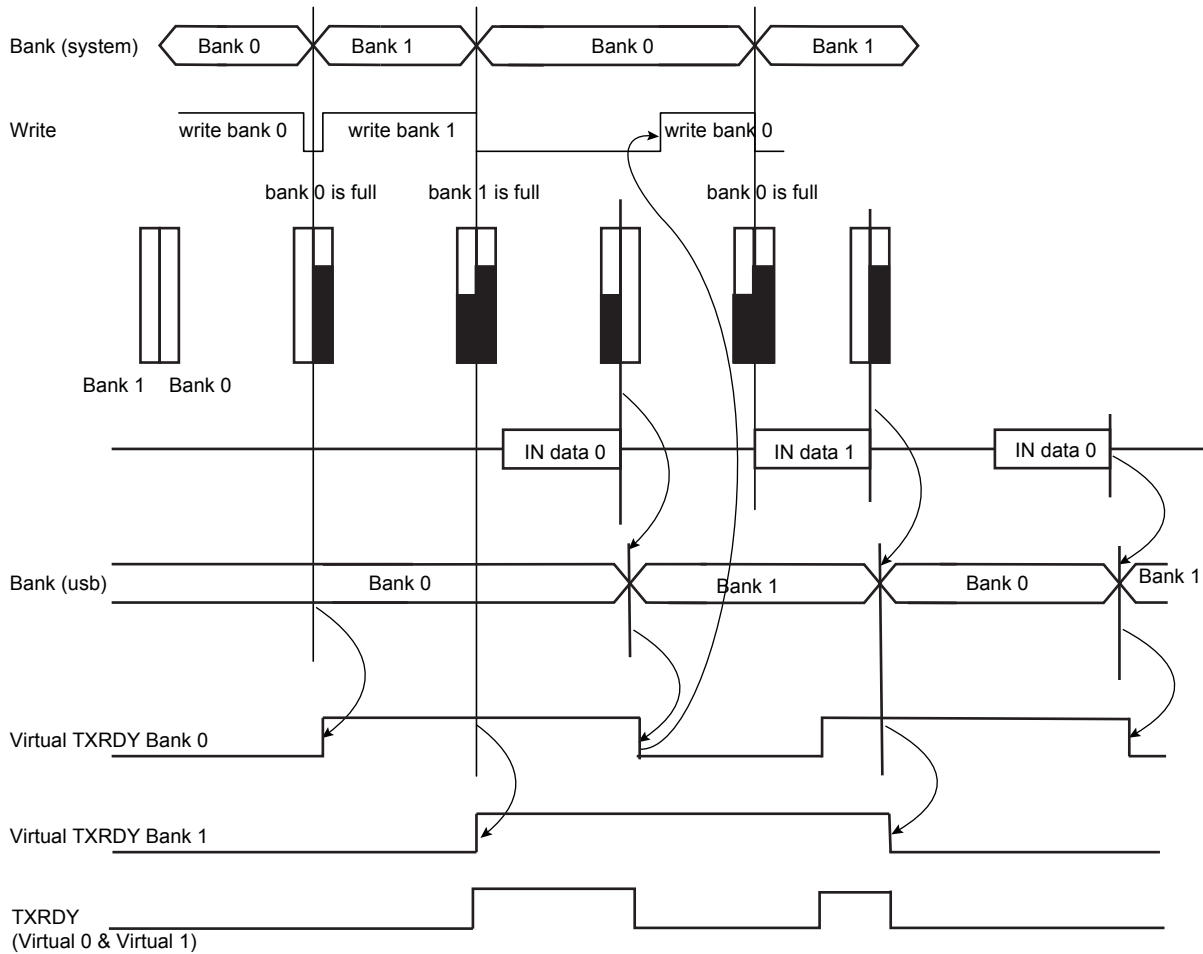 Bank (system)
Bank 0
Bank 1
Bank 0
Bank 1
Write
write bank 0
write bank 1
write bank 0
bank 0 is full
bank 1 is full
bank 0 is full
Bank 1
Bank 0
IN data 0
IN data 1
IN data 0
Bank (usb)
Bank 0
Bank 1
Bank 0
Bank 1
Virtual TXRDY Bank 0
Virtual TXRDY Bank 1
TXRDY
(Virtual 0 & Virtual 1)